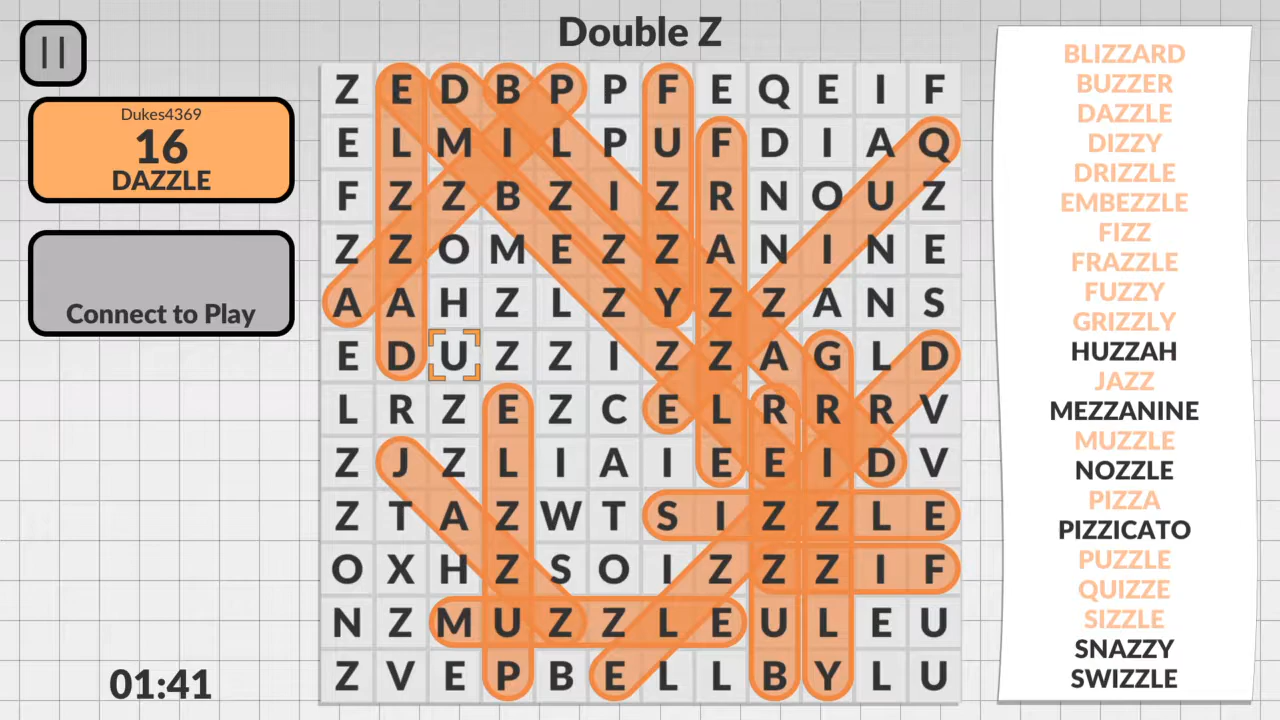 Double Z
Dukes4369
16
DAZZLE
Connect to Play
01:41
Z E D B P P F E Q E I F
E L M I L P U F D I A Q
F Z Z B Z I Z R N O U Z
Z Z O M E Z Z A N I N E
A A H Z L Z Y Z Z A N S
E D U Z Z I Z Z A G L D
L R Z E Z C E L R R R V
Z J Z L I A I E E I D V
Z T A Z W T S I Z Z L E
O X H Z S O I Z Z Z I F
N Z M U Z Z L E U L E U
Z V E P B E L L B Y L U
BLIZZARD
BUZZER
DAZZLE
DIZZY
DRIZZLE
EMBEZZLE
FIZZ
FRAZZLE
FUZZY
GRIZZLY
HUZZAH
JAZZ
MEZZANINE
MUZZLE
NOZZLE
PIZZA
PIZZICATO
PUZZLE
QUIZZE
SIZZLE
SNAZZY
SWIZZLE